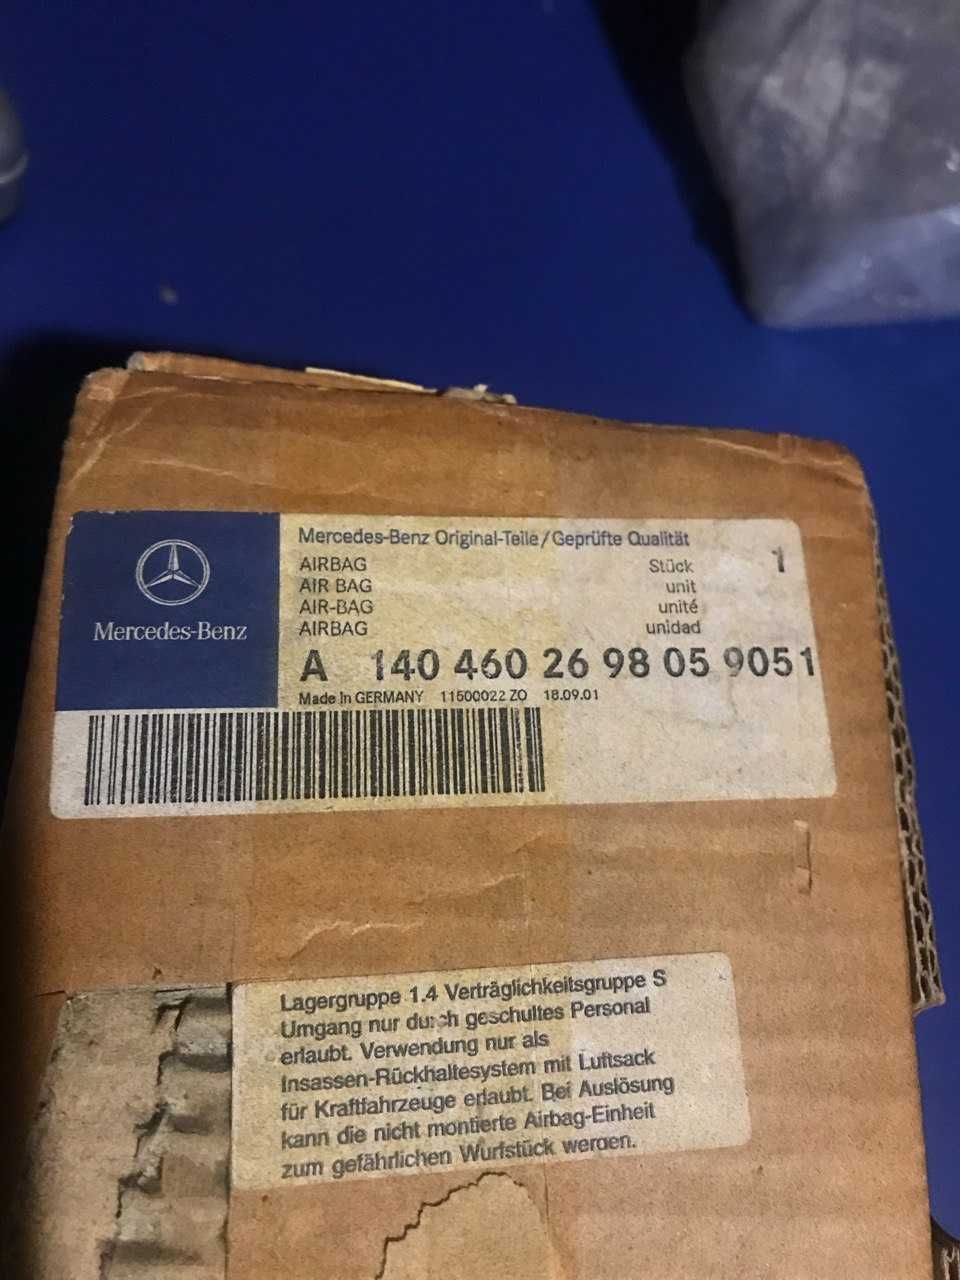 Mercedes-Benz
Mercedes-Benz Original-Teile/Geprüfte Qualität
AIRBAG Stück 1
AIR BAG unit
AIR-BAG unité
AIRBAG unidad
A 140 460 26 98 05 9051
Made in GERMANY 11500022 ZO 18.09.01
Lagergruppe 1.4 Verträglichkeitsgruppe S
Umgang nur durch geschultes Personal
erlaubt. Verwendung nur als
Insassen-Rückhaltesystem mit Luftsack
für Kraftfahrzeuge erlaubt. Bei Auslösung
kann die nicht montierte Airbag-Einheit
zum gefährlichen Wurfstück werden.